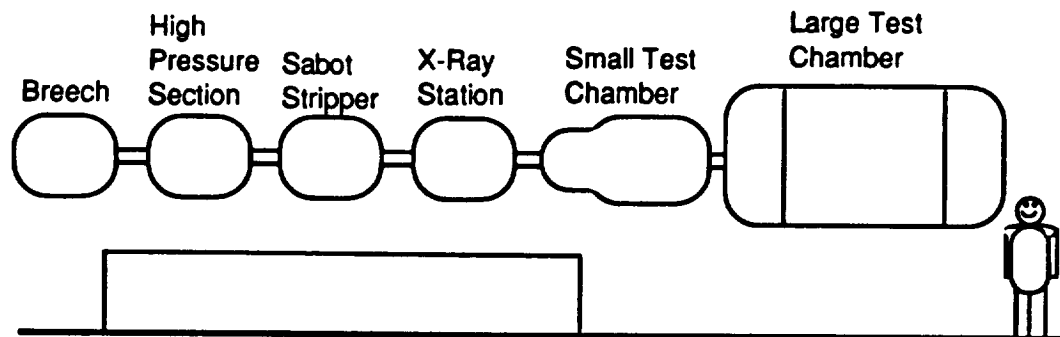 Breech
High
Pressure
Section
Sabot
Stripper
X-Ray
Station
Small Test
Chamber
Large Test
Chamber